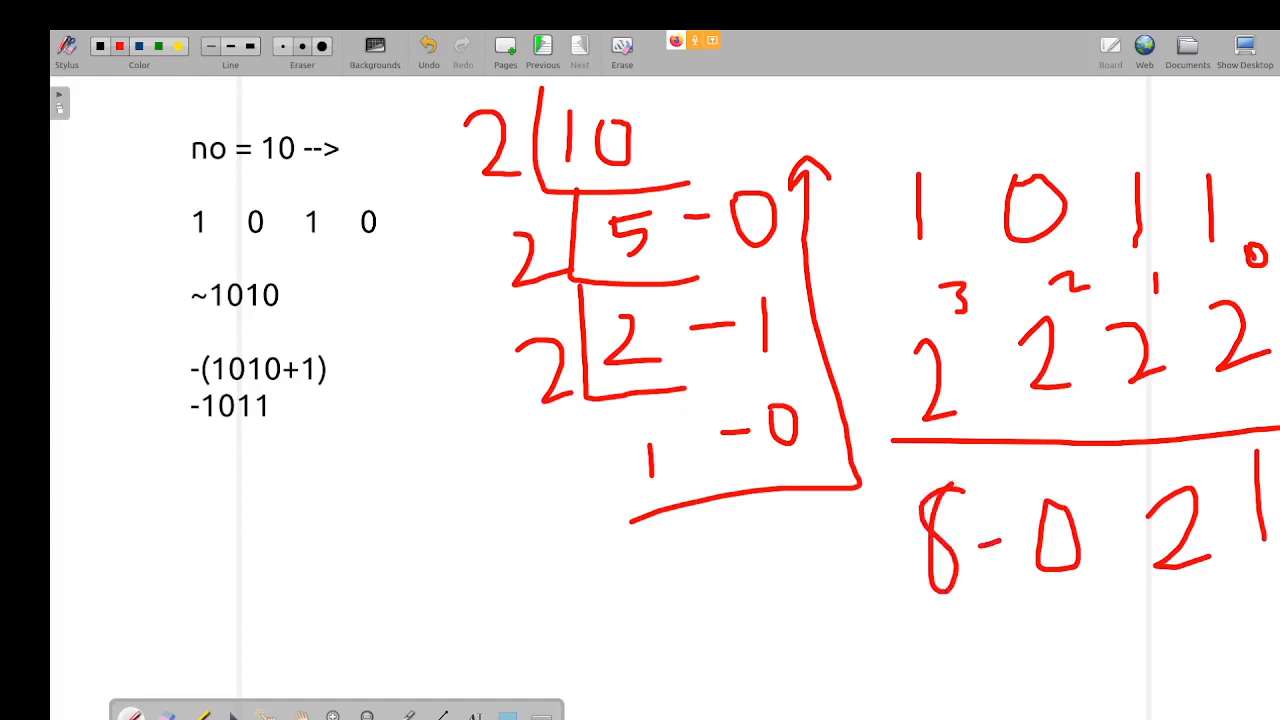 Stylus Color Line Eraser Backgrounds Undo Redo Pages Previous Next Erase Board Web Documents Show Desktop
no = 10 -->
1 0 1 0
~1010
-(1010+1)
-1011
2 10
2 5 - 0
2 2 - 1
1 - 0
1 0 1 1
3 2 1 0
2 2 2 2
8 - 0 2 1